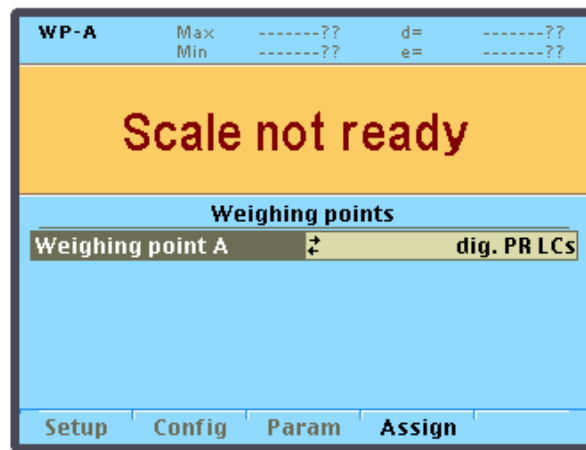 WP-A Max -------?? d= -------??
Min -------?? e= -------??
Scale not ready
Weighing points
Weighing point A dig. PR LCs
Setup Config Param Assign